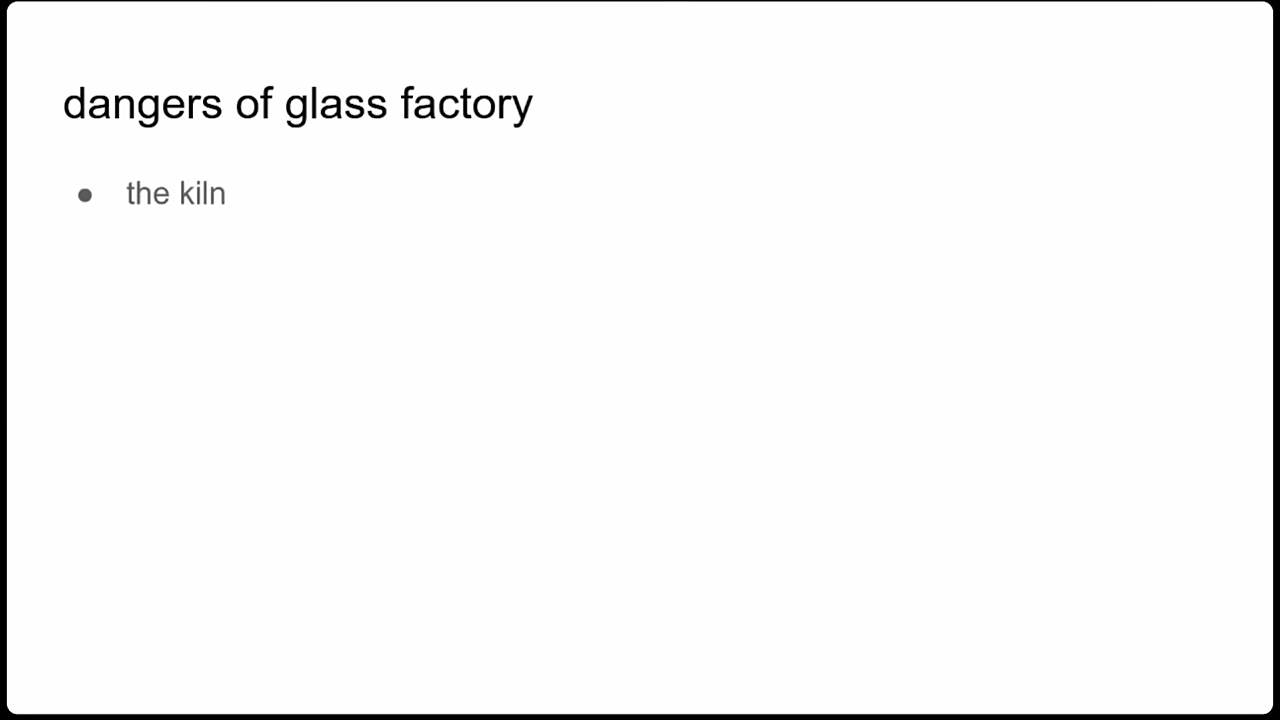 dangers of glass factory
● the kiln